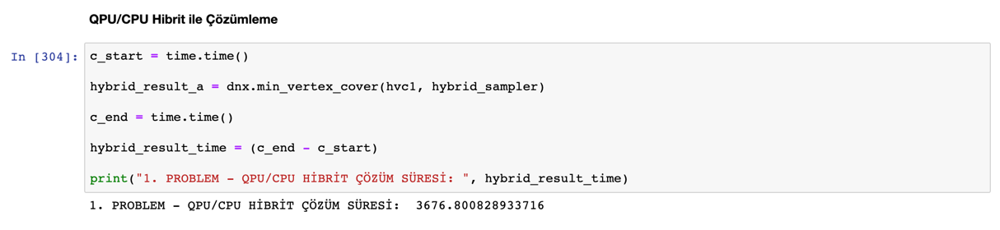 QPU/CPU Hibrit ile Çözümleme
In [304]: c_start = time.time()
hybrid_result_a = dnx.min_vertex_cover(hvc1, hybrid_sampler)
c_end = time.time()
hybrid_result_time = (c_end - c_start)
print("1. PROBLEM - QPU/CPU HİBRİT ÇÖZÜM SÜRESİ: ", hybrid_result_time)
1. PROBLEM - QPU/CPU HİBRİT ÇÖZÜM SÜRESİ:  3676.800828933716